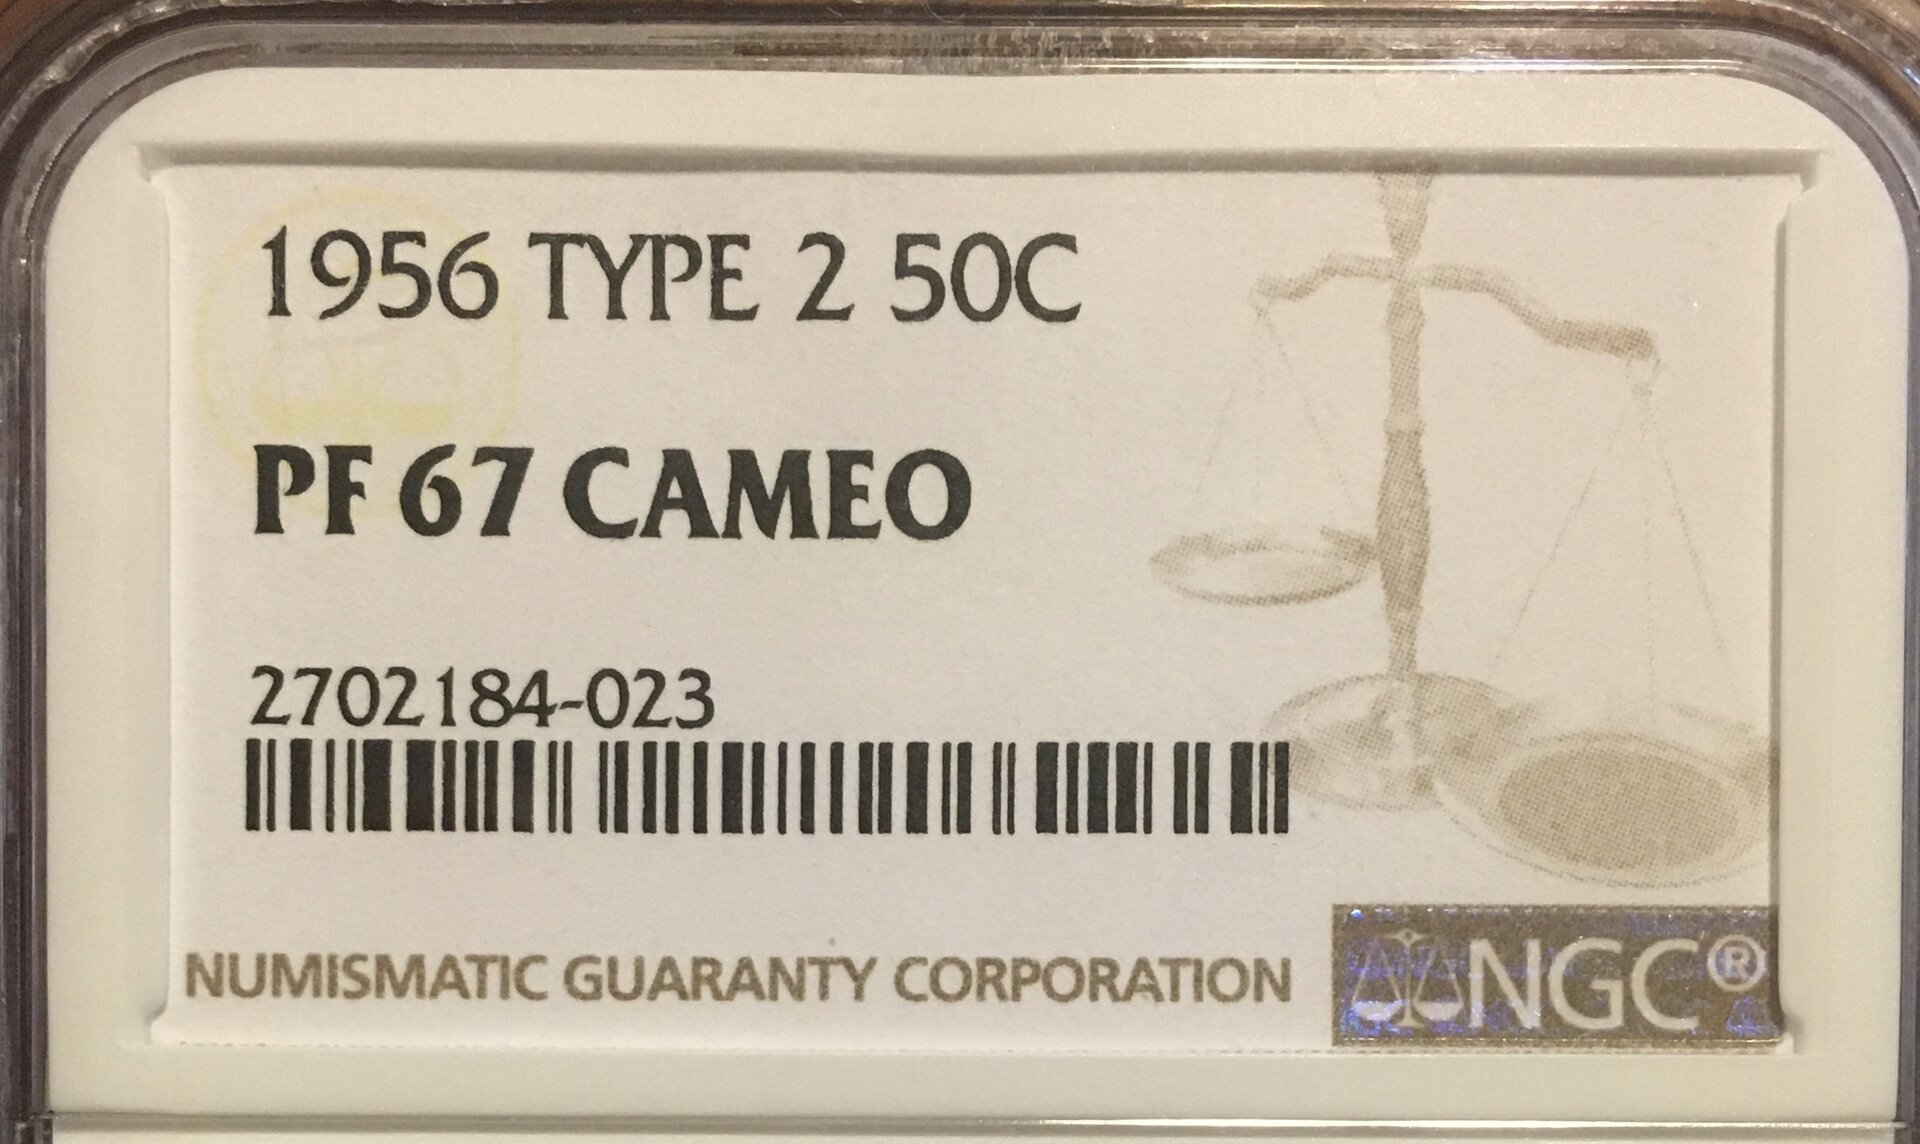 1956 TYPE 2 50C
PF 67 CAMEO
2702184-023
NUMISMATIC GUARANTY CORPORATION
NGC®